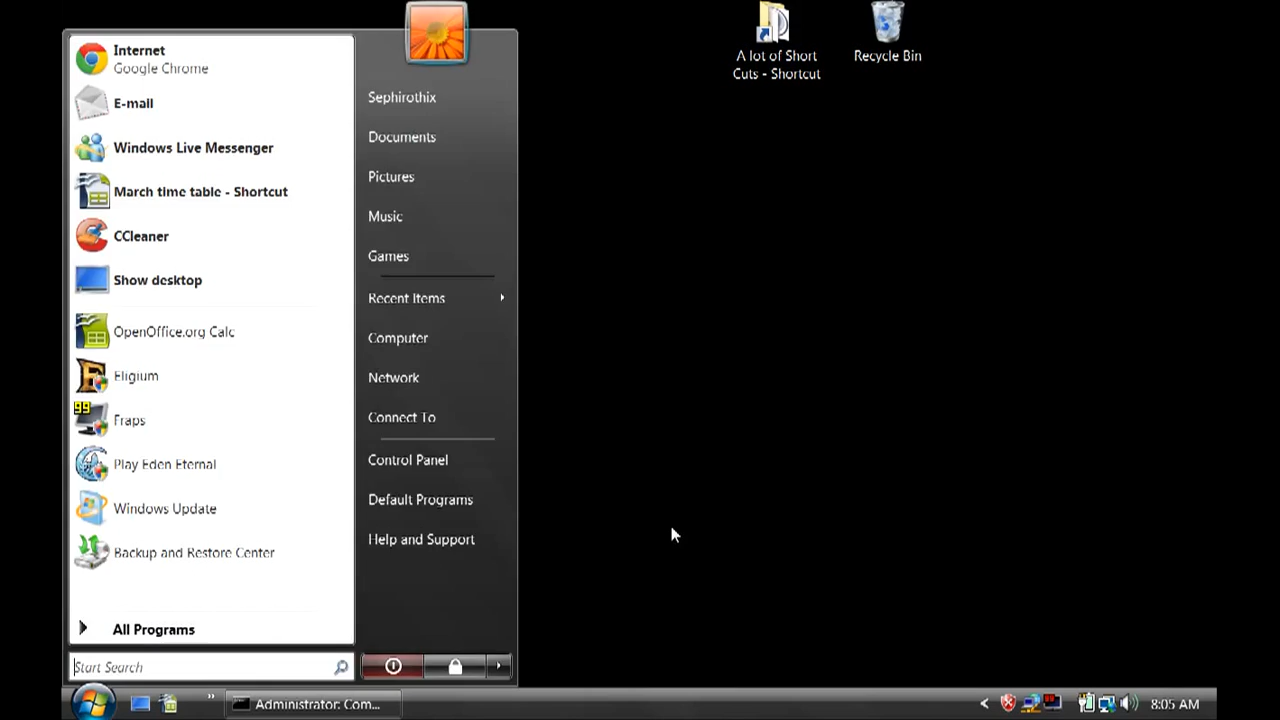 Internet
Google Chrome
E-mail
Windows Live Messenger
March time table - Shortcut
CCleaner
Show desktop
OpenOffice.org Calc
Eligium
99
Fraps
Play Eden Eternal
Windows Update
Backup and Restore Center
All Programs
Start Search
Sephirothix
Documents
Pictures
Music
Games
Recent Items
Computer
Network
Connect To
Control Panel
Default Programs
Help and Support
A lot of Short
Cuts - Shortcut
Recycle Bin
Administrator: Com...
8:05 AM